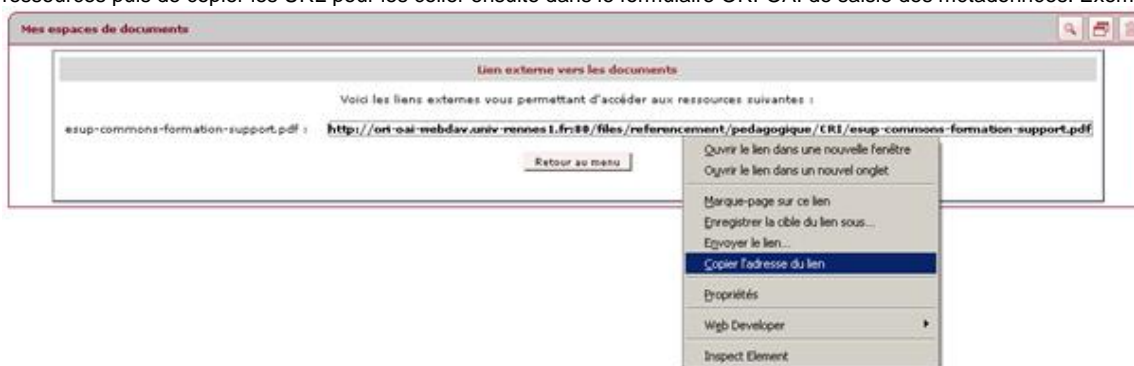 ressources puis de copier les URL pour les coller ensuite dans le formulaire ORI-OAI de saisie des métadonnées. Exem
Mes espaces de documents
Lien externe vers les documents
Voici les liens externes vous permettant d'accéder aux ressources suivantes :
esup-commons-formation-support.pdf : http://ori-oai-webdav.univ-rennes1.fr:80/files/referencement/pedagogique/CRI/esup-commons-formation-support.pdf
Retour au menu
Ouvrir le lien dans une nouvelle fenêtre
Ouvrir le lien dans un nouvel onglet
Marque-page sur ce lien
Enregistrer la cible du lien sous...
Envoyer le lien...
Copier l'adresse du lien
Propriétés
Web Developer
Inspect Element